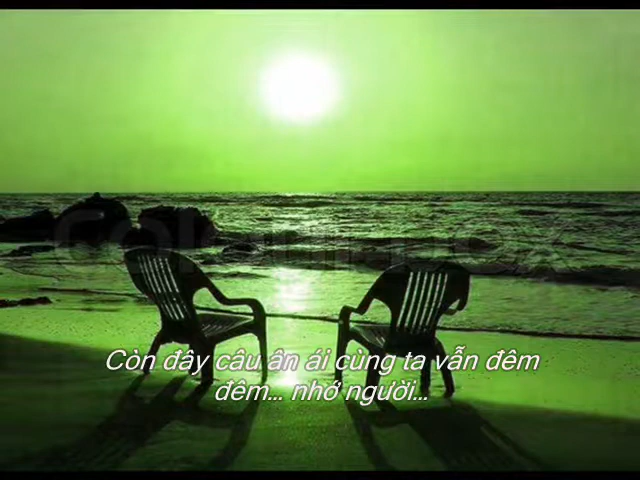 Còn đây câu ân ái cùng ta vẫn đêm
đêm... nhớ người...